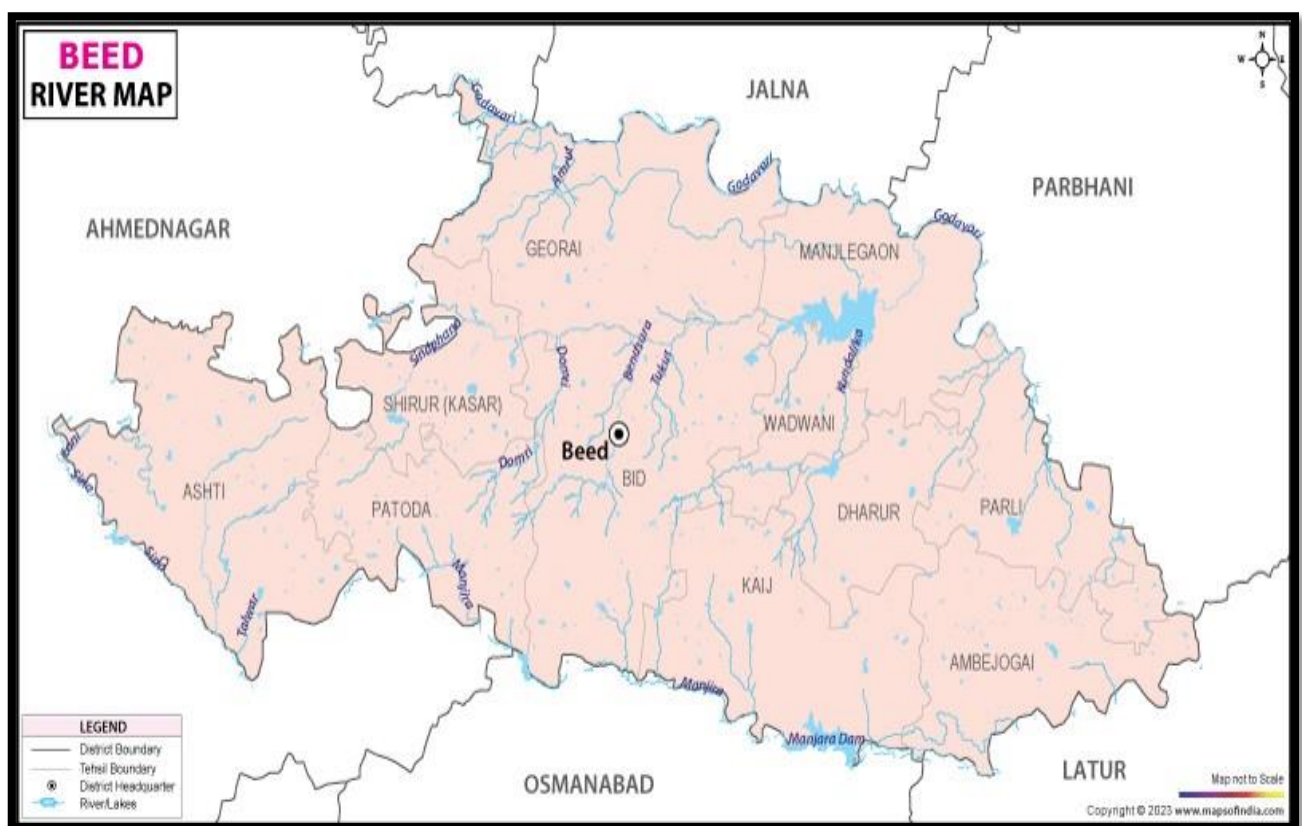 BEED
RIVER MAP
N
W
E
S
JALNA
PARBHANI
AHMEDNAGAR
Godavari
Amrut
Godavari
Godavari
GEORAI
MANJLEGAON
Sindphana
Domri
Bendsura
Tukut
Kundalika
SHIRUR (KASAR)
WADWANI
Beed
Domri
BID
Sina
Sina
ASHTI
PATODA
DHARUR
PARLI
Manjira
KAIJ
Talwar
AMBEJOGAI
Manjira
Manjara Dam
OSMANABAD
LATUR
LEGEND
District Boundary
Tehsil Boundary
District Headquarter
River/Lakes
Map not to Scale
Copyright © 2023 www.mapsofindia.com